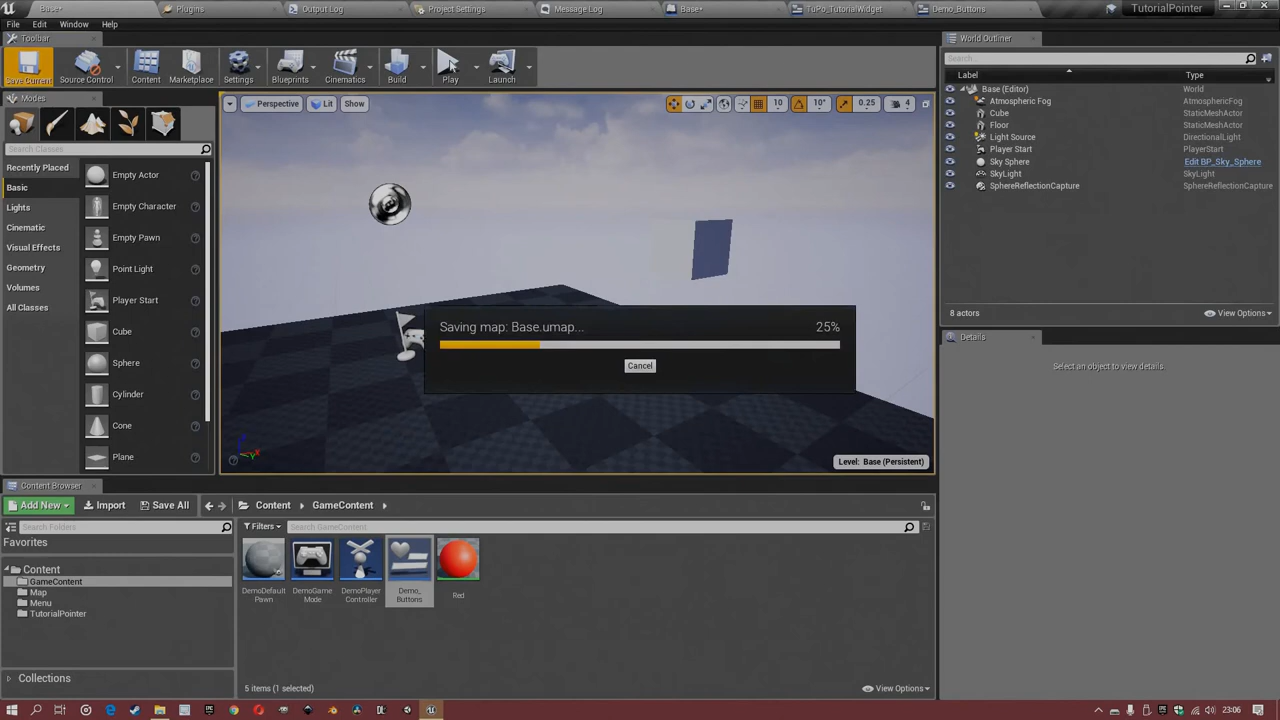 Base*
Plugins
Output Log
Project Settings
Message Log
Base*
TuPo_TutorialWidget
Demo_Buttons
TutorialPointer
File
Edit
Window
Help
Toolbar
World Outliner
Save Current
Source Control
Content
Marketplace
Settings
Blueprints
Cinematics
Build
Play
Launch
Search...
Label
Type
Base (Editor)
World
Atmospheric Fog
AtmosphericFog
Cube
StaticMeshActor
Floor
StaticMeshActor
Light Source
DirectionalLight
Player Start
PlayerStart
Sky Sphere
Edit BP_Sky_Sphere
SkyLight
SkyLight
SphereReflectionCapture
SphereReflectionCapture
8 actors
View Options
Modes
Search Classes
Recently Placed
Basic
Lights
Cinematic
Visual Effects
Geometry
Volumes
All Classes
Empty Actor
Empty Character
Empty Pawn
Point Light
Player Start
Cube
Sphere
Cylinder
Cone
Plane
Perspective
Lit
Show
10
10°
0.25
4
Saving map: Base.umap...
25%
Cancel
Level: Base (Persistent)
Details
Select an object to view details.
Content Browser
Add New
Import
Save All
Content
GameContent
Search Folders
Filters
Search GameContent
Favorites
Content
GameContent
Map
Menu
TutorialPointer
Collections
DemoDefault
Pawn
DemoGame
Mode
DemoPlayer
Controller
Demo_
Buttons
Red
5 items (1 selected)
View Options
23:06